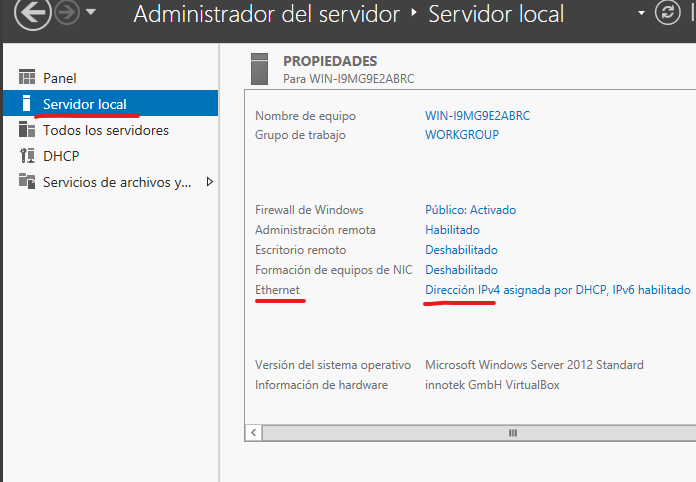 Administrador del servidor ‣ Servidor local
Panel
Servidor local
Todos los servidores
DHCP
Servicios de archivos y...
PROPIEDADES
Para WIN-I9MG9E2ABRC
Nombre de equipo WIN-I9MG9E2ABRC
Grupo de trabajo WORKGROUP
Firewall de Windows Público: Activado
Administración remota Habilitado
Escritorio remoto Deshabilitado
Formación de equipos de NIC Deshabilitado
Ethernet Dirección IPv4 asignada por DHCP, IPv6 habilitado
Versión del sistema operativo Microsoft Windows Server 2012 Standard
Información de hardware innotek GmbH VirtualBox